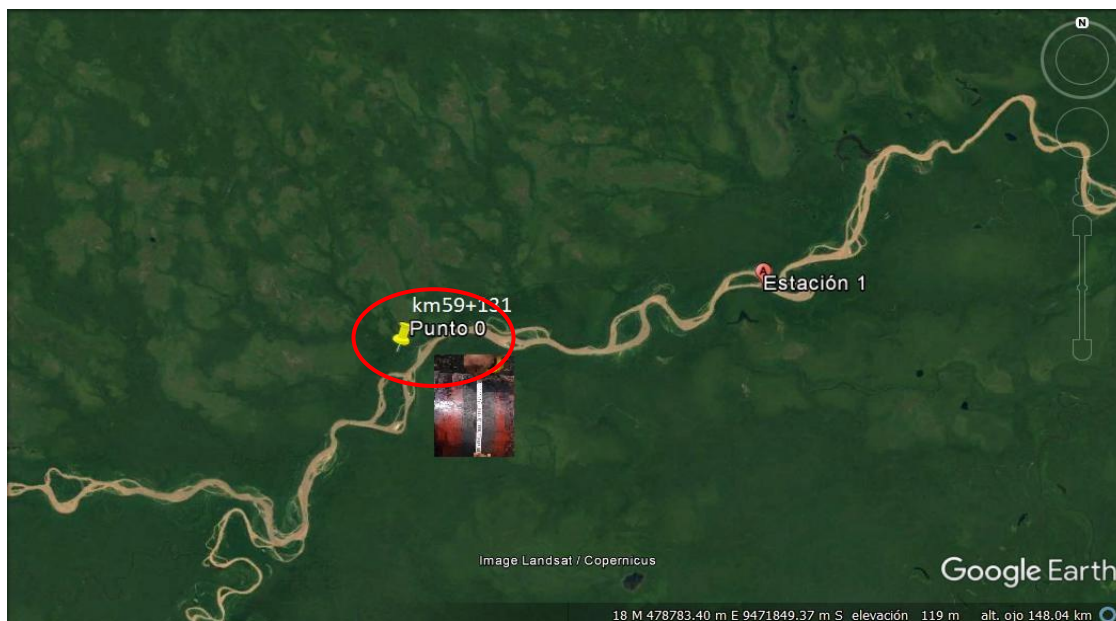 N
A
Estación 1
km59+131
Punto 0
Image Landsat / Copernicus
Google Earth
18 M 478783.40 m E 9471849.37 m S elevación 119 m alt. ojo 148.04 km